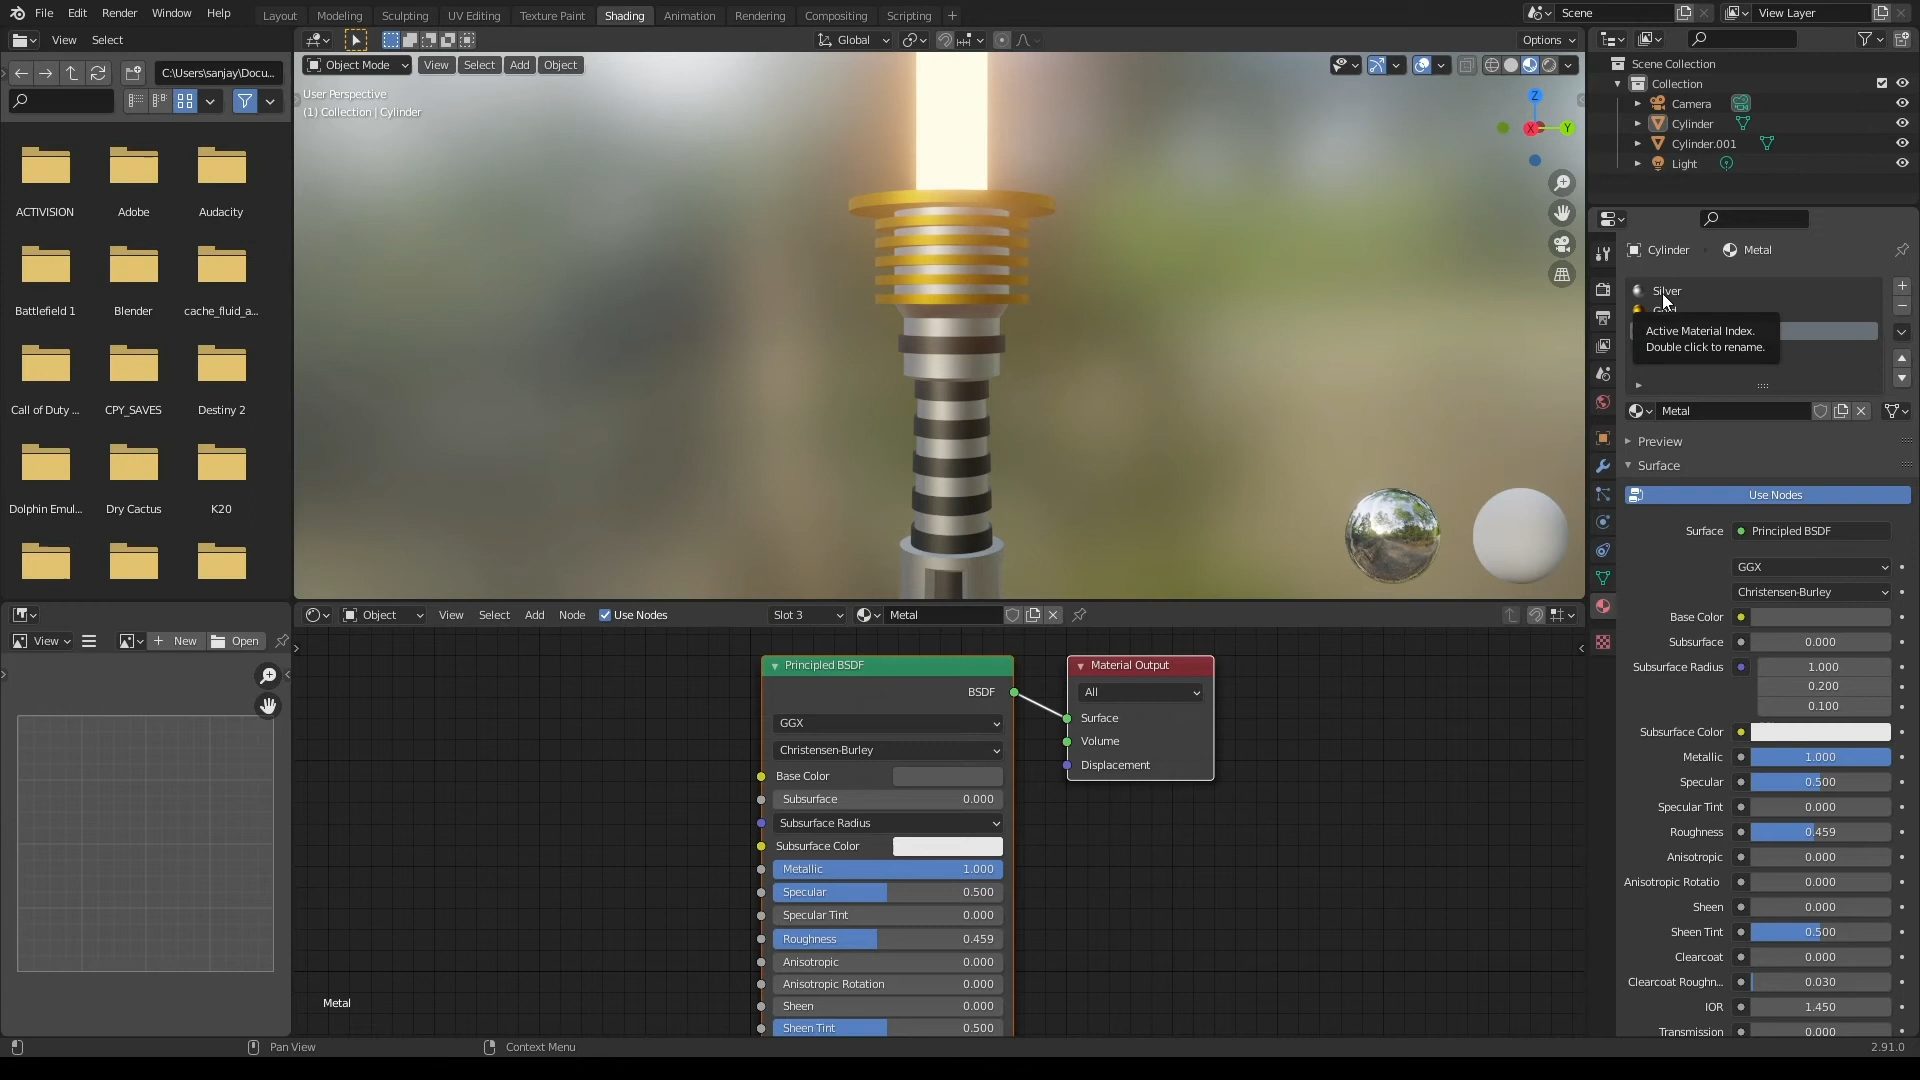 File Edit Render Window Help
Layout Modeling Sculpting UV Editing Texture Paint Shading Animation Rendering Compositing Scripting +
Scene
View Layer
View Select
Global
Options
C:\Users\sanjay\Docu...
Object Mode View Select Add Object
User Perspective
(1) Collection | Cylinder
Z
X
Y
ACTIVISION Adobe Audacity
Battlefield 1 Blender cache_fluid_a...
Call of Duty ... CPY_SAVES Destiny 2
Dolphin Emul... Dry Cactus K20
Scene Collection
Collection
Camera
Cylinder
Cylinder.001
Light
Cylinder Metal
Silver
Active Material Index.
Double click to rename.
Metal
Preview
Surface
Use Nodes
Surface Principled BSDF
GGX
Christensen-Burley
Base Color
Subsurface 0.000
Subsurface Radius 1.000
0.200
0.100
Subsurface Color
Metallic 1.000
Specular 0.500
Specular Tint 0.000
Roughness 0.459
Anisotropic 0.000
Anisotropic Rotatio 0.000
Sheen 0.000
Sheen Tint 0.500
Clearcoat 0.000
Clearcoat Roughn... 0.030
IOR 1.450
Transmission 0.000
View New Open
Object View Select Add Node Use Nodes Slot 3 Metal
Principled BSDF
BSDF
GGX
Christensen-Burley
Base Color
Subsurface 0.000
Subsurface Radius
Subsurface Color
Metallic 1.000
Specular 0.500
Specular Tint 0.000
Roughness 0.459
Anisotropic 0.000
Anisotropic Rotation 0.000
Sheen 0.000
Sheen Tint 0.500
Material Output
All
Surface
Volume
Displacement
Metal
Pan View Context Menu 2.91.0